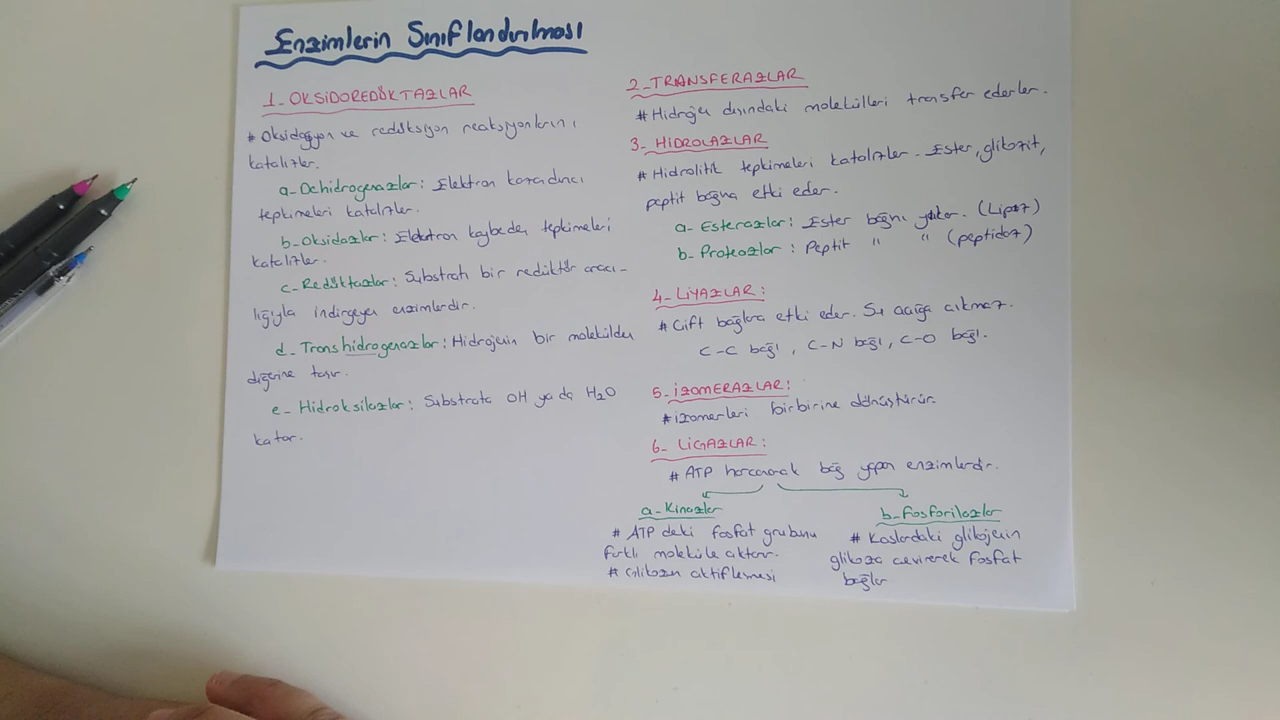 Enzimlerin Sınıflandırılması
1- OKSİDOREDÜKTAZLAR
# Oksidasyon ve redüksiyon reaksiyonlarını
katalizler.
a- Dehidrogenazlar: Elektron kazandırıcı
tepkimeleri katalizler.
b- Oksidazlar: Elektron kaybeden tepkimeleri
katalizler.
c- Redüktazlar: Substratı bir redüktör aracı-
lığıyla indirgeyen enzimlerdir.
d- Transhidrogenazlar: Hidrojenin bir molekülden
diğerine taşır.
e- Hidroksilazlar: Substrata OH ya da H2O
katar.
2- TRANSFERAZLAR
# Hidrojen dışındaki molekülleri transfer ederler.
3- HİDROLAZLAR
# Hidrolitik tepkimeleri katalizler. Ester, glikozit,
peptit bağına etki eder.
a- Esterazlar: Ester bağını yıkar. (Lipaz)
b- Proteazlar: Peptit " " (peptidaz)
4- LİYAZLAR:
# Çift bağlara etki eder. Su açığa çıkmaz.
C-C bağı, C-N bağı, C-O bağı.
5- İZOMERAZLAR:
# izomerleri birbirine dönüştürür.
6- LİGAZLAR:
# ATP harcanarak bağ yapan enzimlerdir.
a- Kinazlar
# ATP deki fosfat grubunu
farklı moleküle aktarır.
# Glikozun aktifleşmesi
b- Fosforilazlar
# Kaslardaki glikojenin
glikoza çevirerek fosfat
bağlar